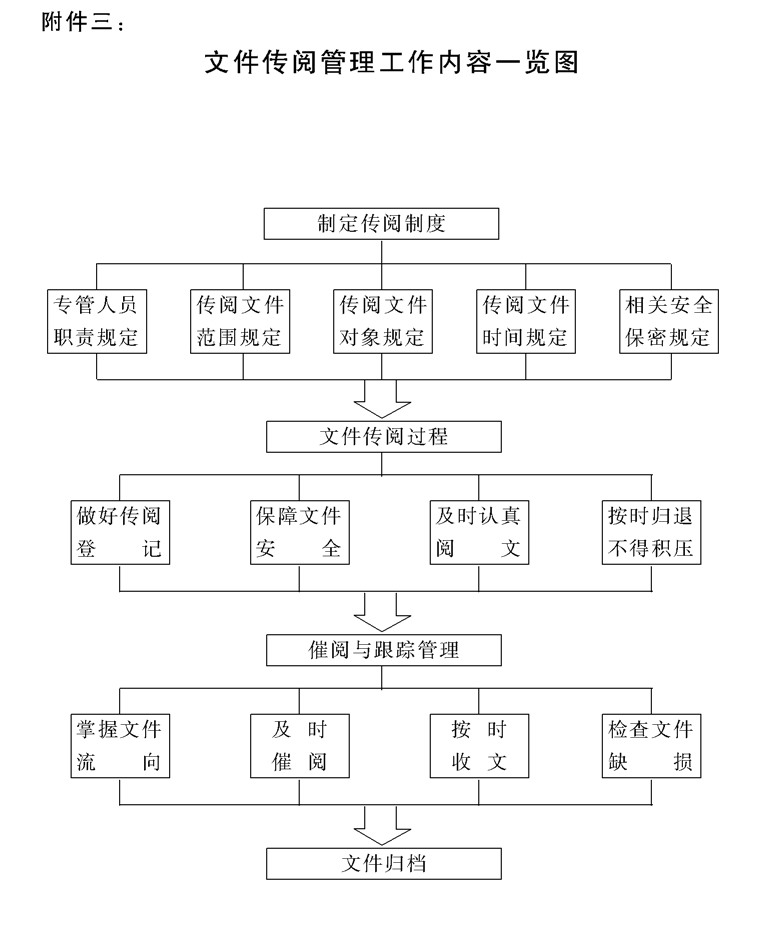 附件三：
文件传阅管理工作内容一览图
制定传阅制度
专管人员
职责规定
传阅文件
范围规定
传阅文件
对象规定
传阅文件
时间规定
相关安全
保密规定
文件传阅过程
做好传阅
登记
保障文件
安全
及时认真
阅文
按时归退
不得积压
催阅与跟踪管理
掌握文件
流向
及时
催阅
按时
收文
检查文件
缺损
文件归档